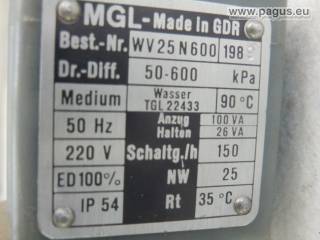 www.pagus.eu
MGL-Made in GDR
Best.-Nr. WV25N600 198
Dr.-Diff. 50-600 kPa
Medium Wasser TGL 22433 90 °C
50 Hz Anzug 100 VA
Halten 26 VA
220 V Schaltg./h 150
ED100% NW 25
IP 54 Rt 35 °C